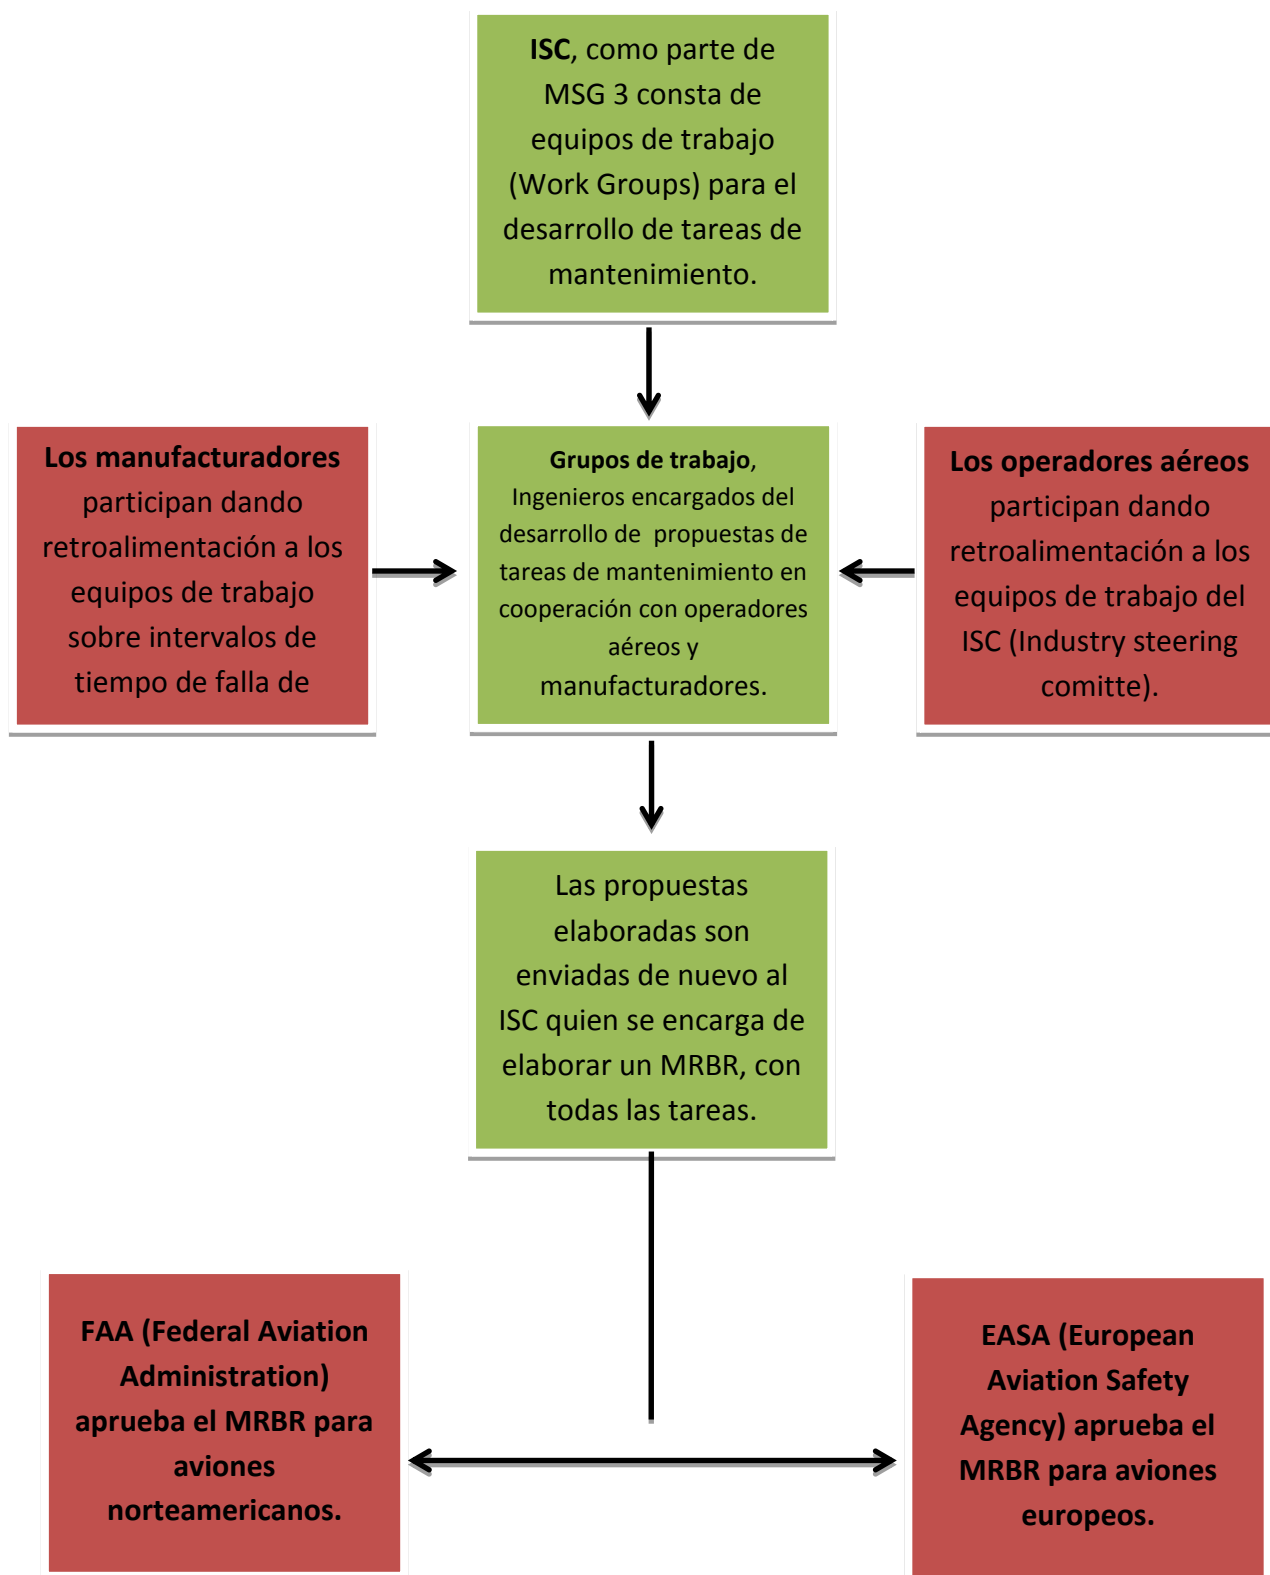 ISC, como parte de
MSG 3 consta de
equipos de trabajo
(Work Groups) para el
desarrollo de tareas de
mantenimiento.
Los manufacturadores
participan dando
retroalimentación a los
equipos de trabajo
sobre intervalos de
tiempo de falla de
Grupos de trabajo,
Ingenieros encargados del
desarrollo de propuestas de
tareas de mantenimiento en
cooperación con operadores
aéreos y
manufacturadores.
Los operadores aéreos
participan dando
retroalimentación a los
equipos de trabajo del
ISC (Industry steering
comitte).
Las propuestas
elaboradas son
enviadas de nuevo al
ISC quien se encarga de
elaborar un MRBR, con
todas las tareas.
FAA (Federal Aviation
Administration)
aprueba el MRBR para
aviones
norteamericanos.
EASA (European
Aviation Safety
Agency) aprueba el
MRBR para aviones
europeos.